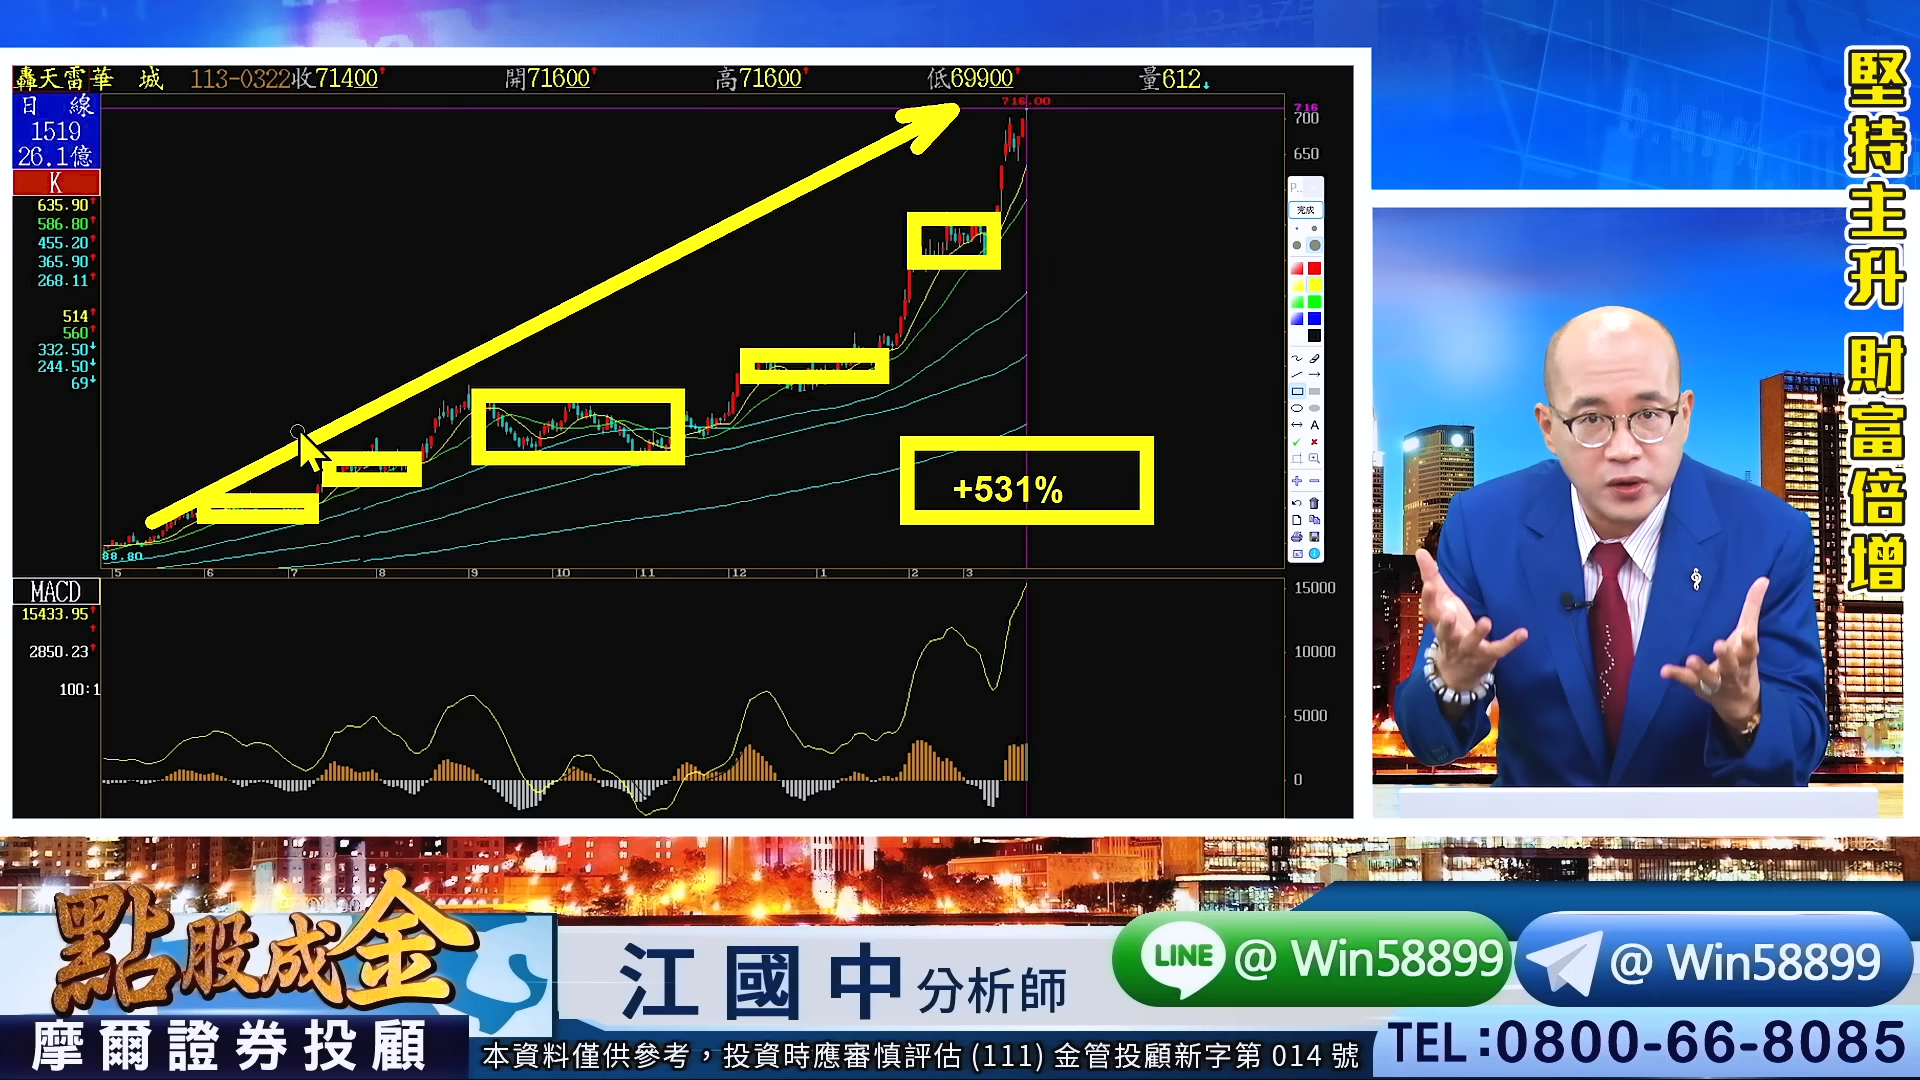 轟天雷華 城 113-0322收71400 開71600 高71600 低69900 量612
日 線
1519
26.1億
K
635.90
586.80
455.20
365.90
268.11
514
560
332.50
244.50
69
716.00
716
700
650
P..
完成
A
+531%
88.80
5 6 7 8 9 10 11 12 1 2 3
MACD
15433.95
2850.23
100:1
15000
10000
5000
0
堅持主升 財富倍增
點股成金
摩爾證券投顧
江國中分析師
LINE @ Win58899
@ Win58899
TEL:0800-66-8085
本資料僅供參考，投資時應審慎評估 (111) 金管投顧新字第 014 號